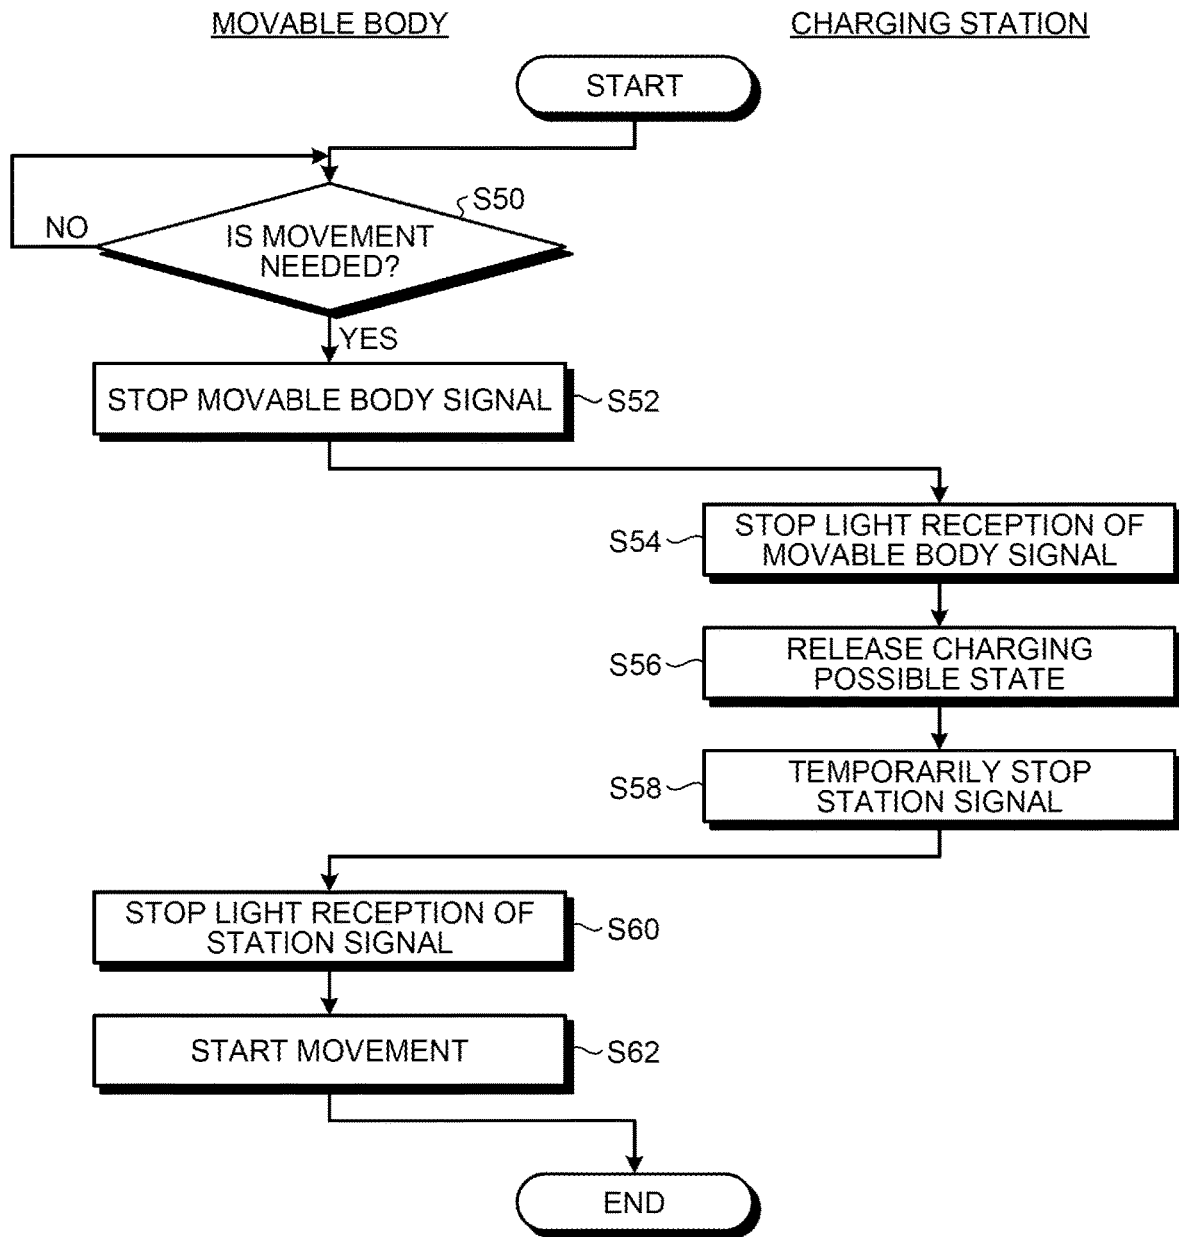 MOVABLE BODY
CHARGING STATION
START
S50
NO
IS MOVEMENT
NEEDED?
YES
STOP MOVABLE BODY SIGNAL
S52
S54
STOP LIGHT RECEPTION OF
MOVABLE BODY SIGNAL
S56
RELEASE CHARGING
POSSIBLE STATE
S58
TEMPORARILY STOP
STATION SIGNAL
STOP LIGHT RECEPTION OF
STATION SIGNAL
S60
START MOVEMENT
S62
END